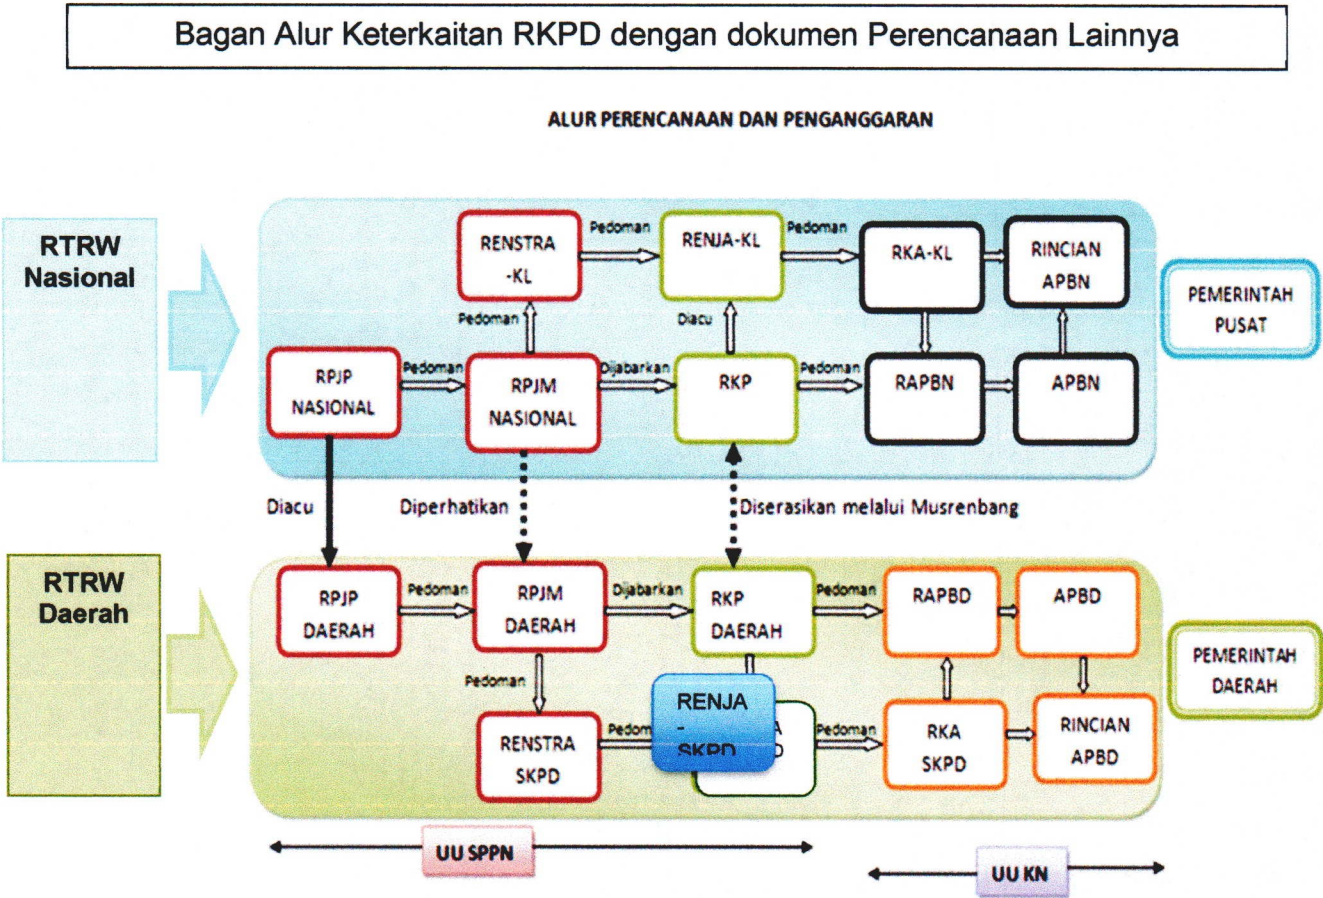 Bagan Alur Keterkaitan RKPD dengan dokumen Perencanaan Lainnya
ALUR PERENCANAAN DAN PENGANGGARAN
RTRW
Nasional
RENSTRA
-KL
Pedoman
RENJA-KL
Pedoman
RKA-KL
RINCIAN
APBN
PEMERINTAH
PUSAT
Pedoman
Diacu
RPJP
NASIONAL
Pedoman
RPJM
NASIONAL
Dijabarkan
RKP
Pedoman
RAPBN
APBN
Diacu
Diperhatikan
Diserasikan melalui Musrenbang
RTRW
Daerah
RPJP
DAERAH
Pedoman
RPJM
DAERAH
Dijabarkan
RKP
DAERAH
Pedoman
RAPBD
APBD
PEMERINTAH
DAERAH
Pedoman
RENSTRA
SKPD
Pedom
RENJA
-
SKPD
A
D
Pedoman
RKA
SKPD
RINCIAN
APBD
UU SPPN
UU KN